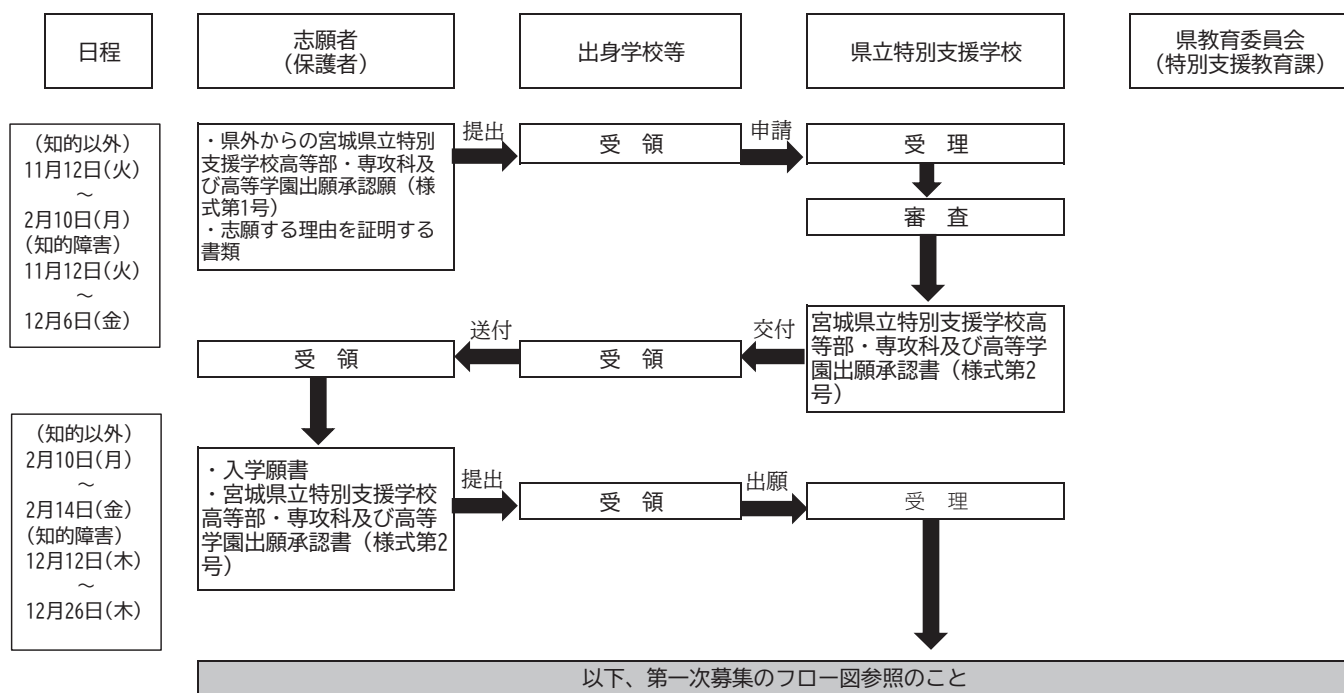 日程
志願者
（保護者）
出身学校等
県立特別支援学校
県教育委員会
（特別支援教育課）
（知的以外）
11月12日(火)
～
2月10日(月)
(知的障害)
11月12日(火)
～
12月6日(金)
・県外からの宮城県立特別
支援学校高等部・専攻科及
び高等学園出願承認願（様
式第1号）
・志願する理由を証明する
書類
提出
受　領
申請
受　理
審　査
宮城県立特別支援学校高
等部・専攻科及び高等学
園出願承認書（様式第2
号）
交付
受　領
送付
受　領
（知的以外）
2月10日(月)
～
2月14日(金)
(知的障害)
12月12日(木)
～
12月26日(木)
・入学願書
・宮城県立特別支援学校
高等部・専攻科及び高等
学園出願承認書（様式第2
号）
提出
受　領
出願
受　理
以下、第一次募集のフロー図参照のこと